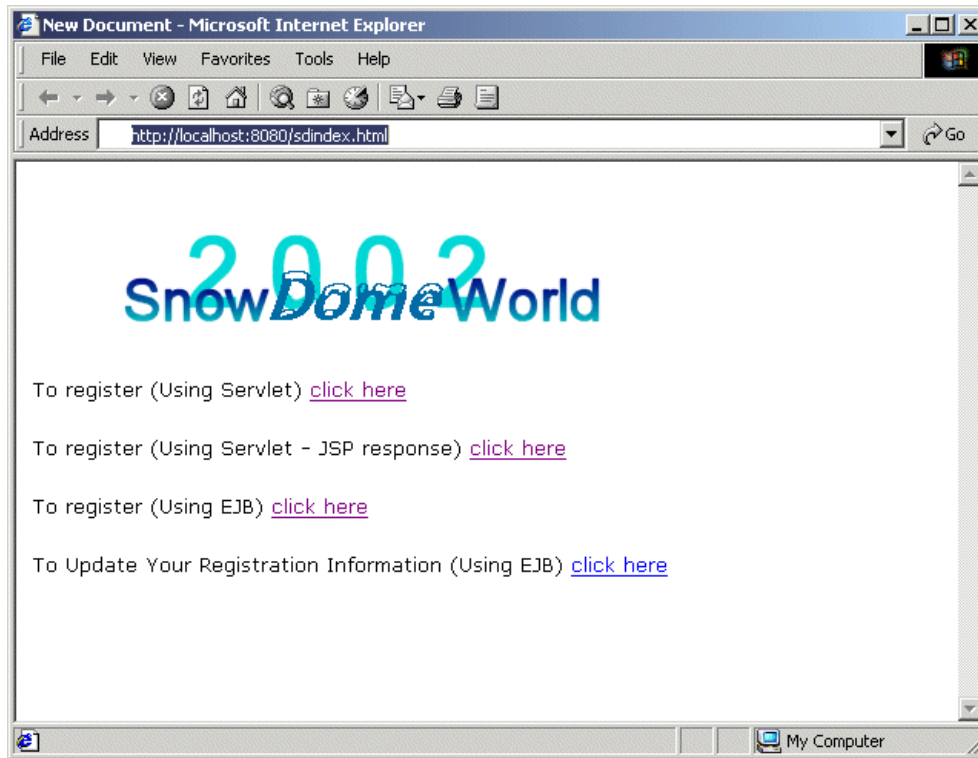 New Document - Microsoft Internet Explorer
File Edit View Favorites Tools Help
Address http://localhost:8080/sdindex.html Go
2002
SnowDomeWorld
To register (Using Servlet) click here
To register (Using Servlet - JSP response) click here
To register (Using EJB) click here
To Update Your Registration Information (Using EJB) click here
My Computer